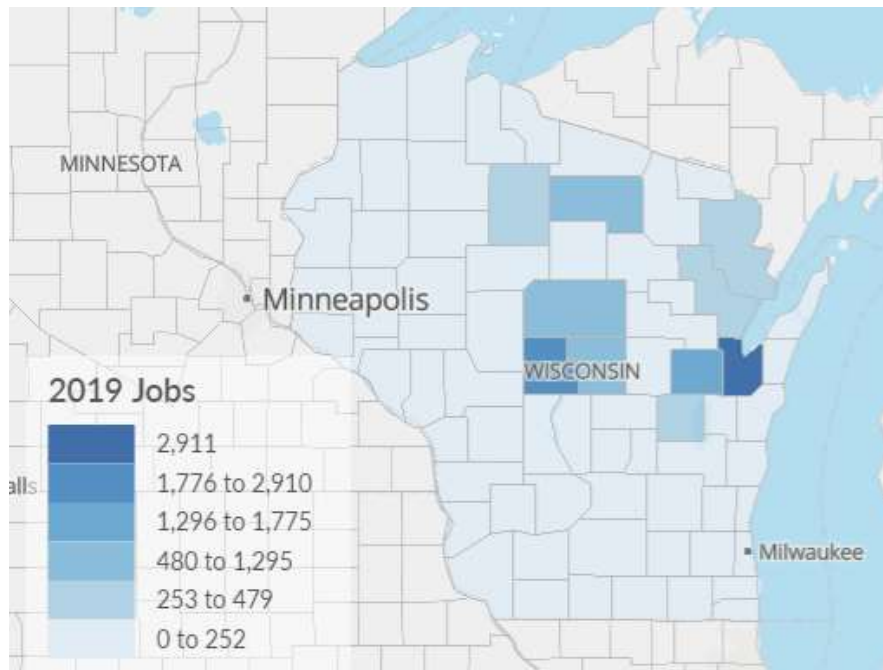 MINNESOTA
Minneapolis
WISCONSIN
2019 Jobs
2,911
1,776 to 2,910
1,296 to 1,775
480 to 1,295
253 to 479
0 to 252
alls
Milwaukee